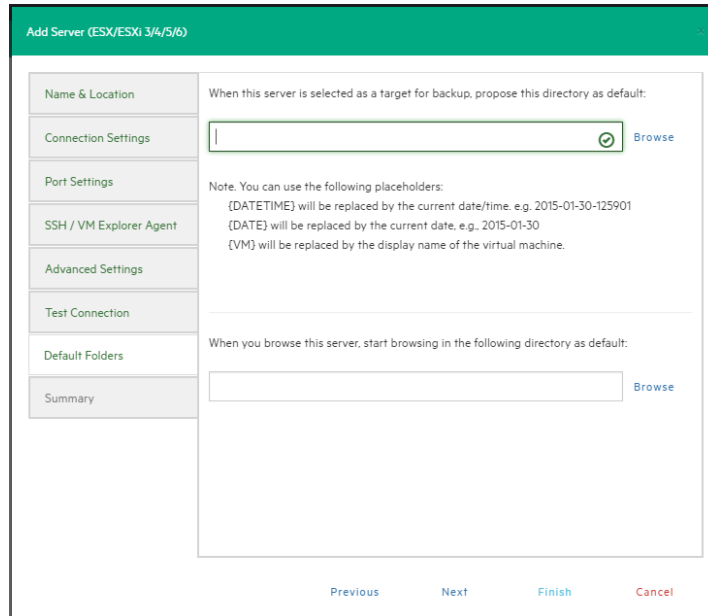 Add Server (ESX/ESXi 3/4/5/6)
Name & Location
Connection Settings
Port Settings
SSH / VM Explorer Agent
Advanced Settings
Test Connection
Default Folders
Summary
When this server is selected as a target for backup, propose this directory as default:
Browse
Note. You can use the following placeholders:
{DATETIME} will be replaced by the current date/time. e.g. 2015-01-30-125901
{DATE} will be replaced by the current date, e.g., 2015-01-30
{VM} will be replaced by the display name of the virtual machine.
When you browse this server, start browsing in the following directory as default:
Browse
Previous Next Finish Cancel